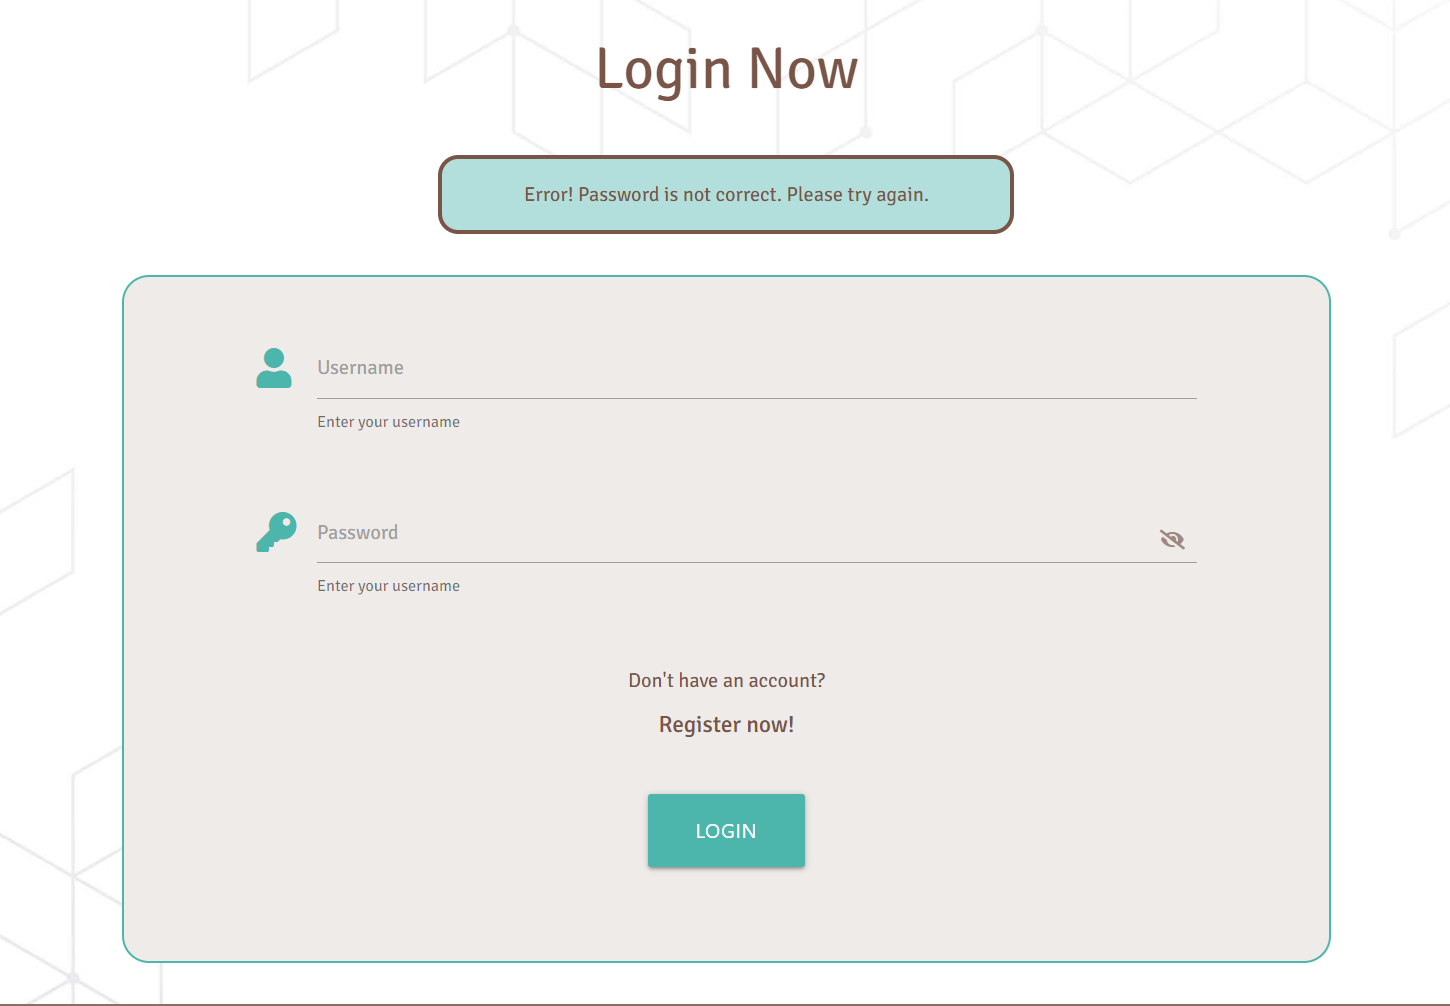 Login Now
Error! Password is not correct. Please try again.
Username
Enter your username
Password
Enter your username
Don't have an account?
Register now!
LOGIN